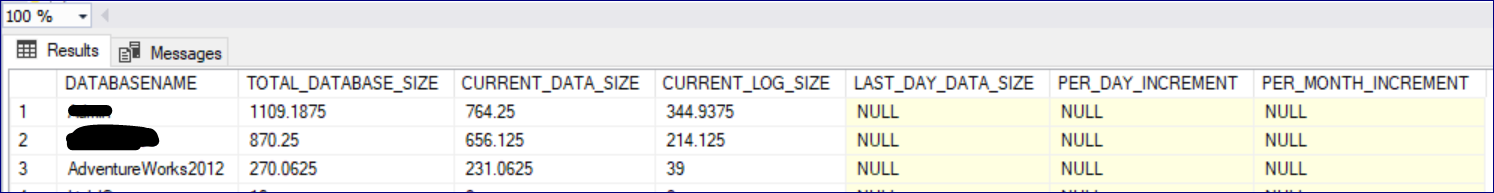 100 %
Results Messages
DATABASENAME TOTAL_DATABASE_SIZE CURRENT_DATA_SIZE CURRENT_LOG_SIZE LAST_DAY_DATA_SIZE PER_DAY_INCREMENT PER_MONTH_INCREMENT
1 1109.1875 764.25 344.9375 NULL NULL NULL
2 870.25 656.125 214.125 NULL NULL NULL
3 AdventureWorks2012 270.0625 231.0625 39 NULL NULL NULL